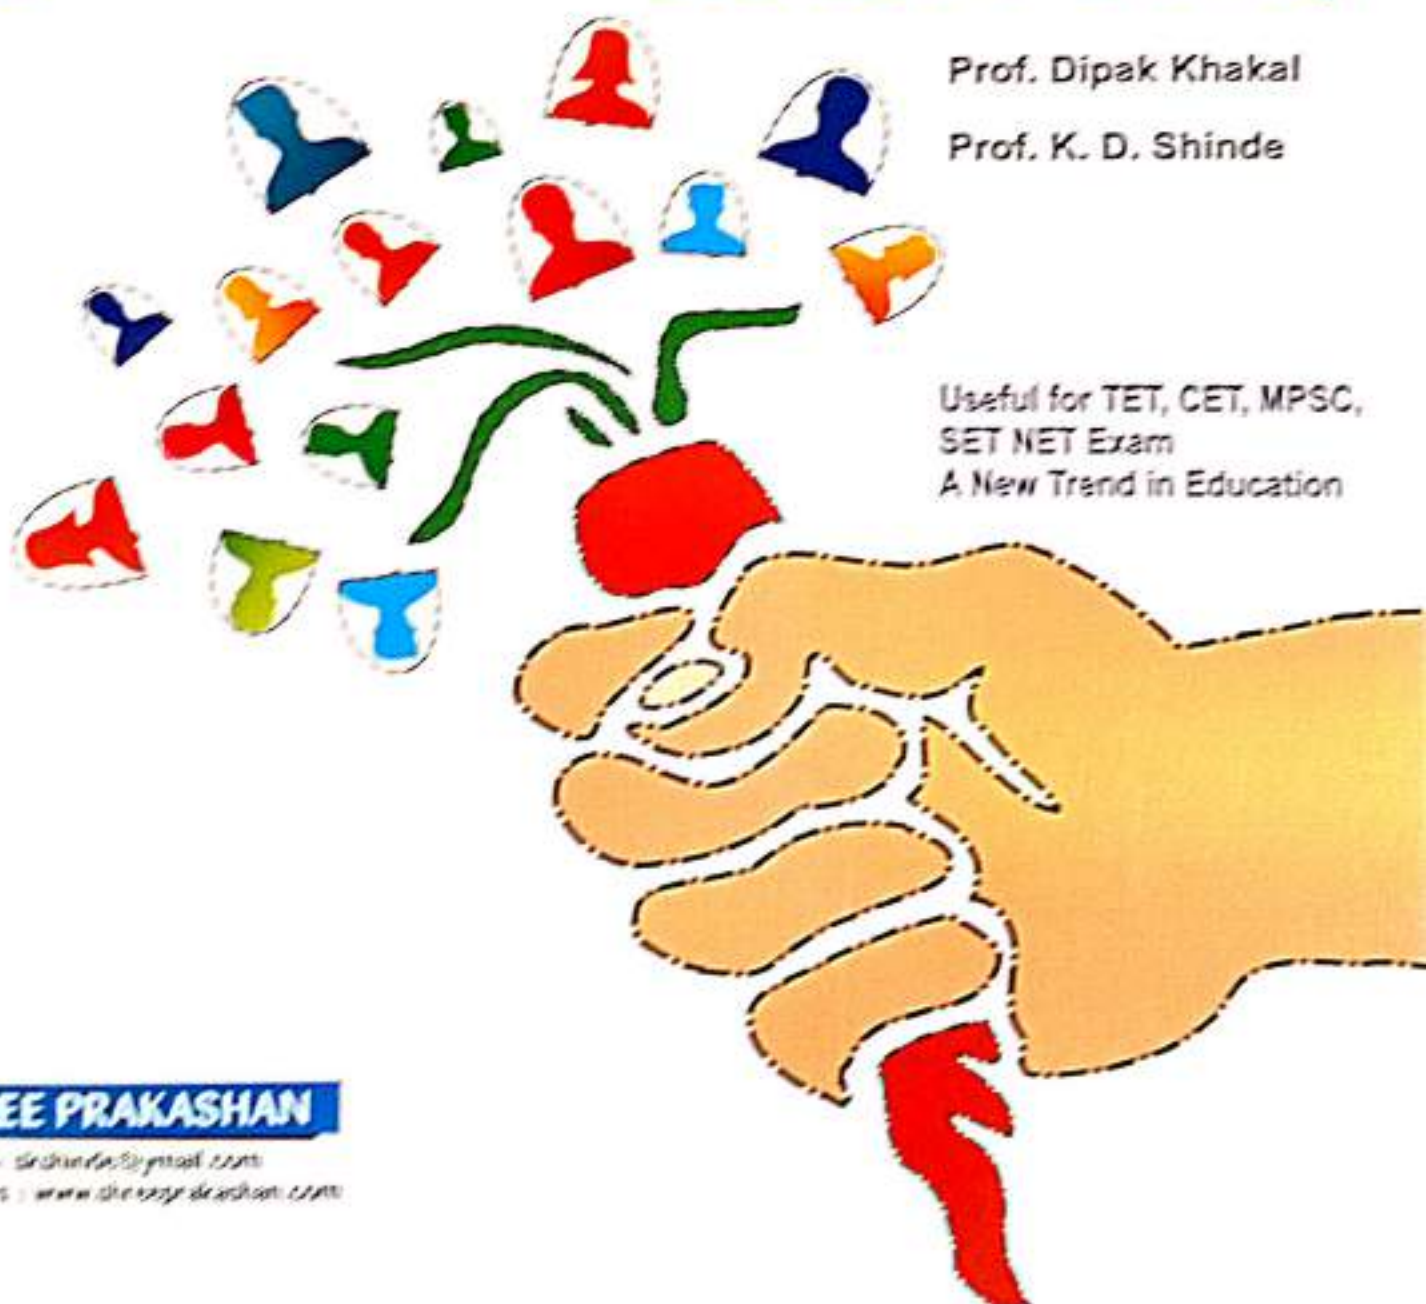 Prof. Dipak Khakal
Prof. K. D. Shinde
Useful for TET, CET, MPSC,
SET NET Exam
A New Trend in Education
EE PRAKASHAN